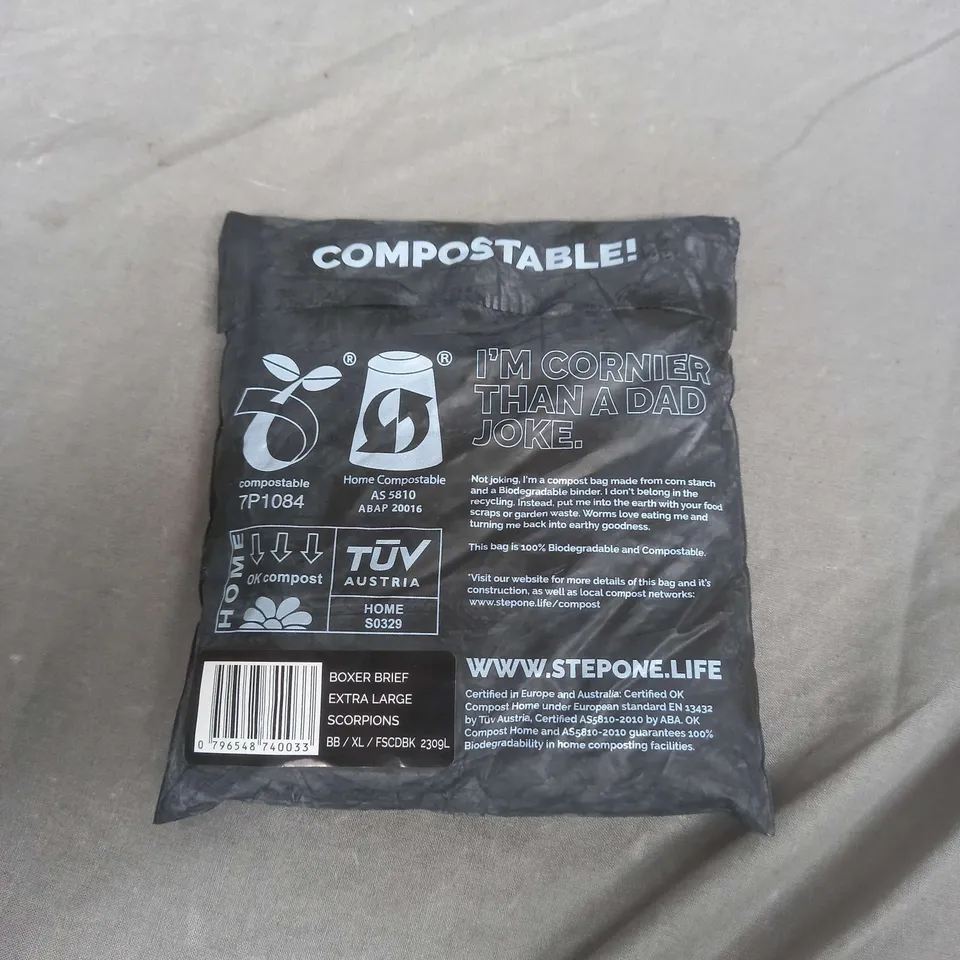 COMPOSTABLE!
®
®
I'M CORNIER
THAN A DAD
JOKE.
compostable
7P1084
Home Compostable
AS 5810
ABAP 20016
Not joking, I'm a compost bag made from corn starch
and a Biodegradable binder. I don't belong in the
recycling. Instead, put me into the earth with your food
scraps or garden waste. Worms love eating me and
turning me back into earthy goodness.
This bag is 100% Biodegradable and Compostable.
*Visit our website for more details of this bag and it's
construction, as well as local compost networks:
www.stepone.life/compost
HOME
OK compost
TÜV
AUSTRIA
HOME
S0329
WWW.STEPONE.LIFE
Certified in Europe and Australia: Certified OK
Compost Home under European standard EN 13432
by Tüv Austria, Certified AS5810-2010 by ABA. OK
Compost Home and AS5810-2010 guarantees 100%
Biodegradability in home composting facilities.
BOXER BRIEF
EXTRA LARGE
SCORPIONS
BB / XL / FSCDBK 2309L
0 796548 740033